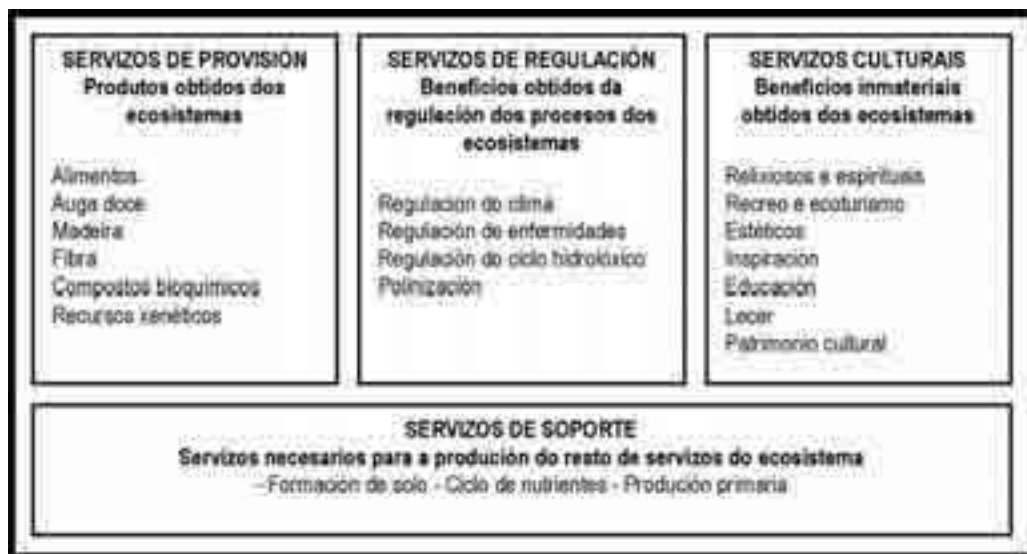 SERVIZOS DE PROVISIÓN
Produtos obtidos dos
ecosistemas
Alimentos
Auga doce
Madeira
Fibra
Compostos bioquímicos
Recursos xenéticos
SERVIZOS DE REGULACIÓN
Beneficios obtidos da
regulación dos procesos dos
ecosistemas
Regulación do clima
Regulación de enfermidades
Regulación do ciclo hidrolóxico
Polinización
SERVIZOS CULTURAIS
Beneficios inmateriais
obtidos dos ecosistemas
Relixiosos e espirituais
Recreo e ecoturismo
Estéticos
Inspiración
Educación
Lecer
Patrimonio cultural
SERVIZOS DE SOPORTE
Servizos necesarios para a produción do resto de servizos do ecosistema
- Formación de solo - Ciclo de nutrientes - Produción primaria